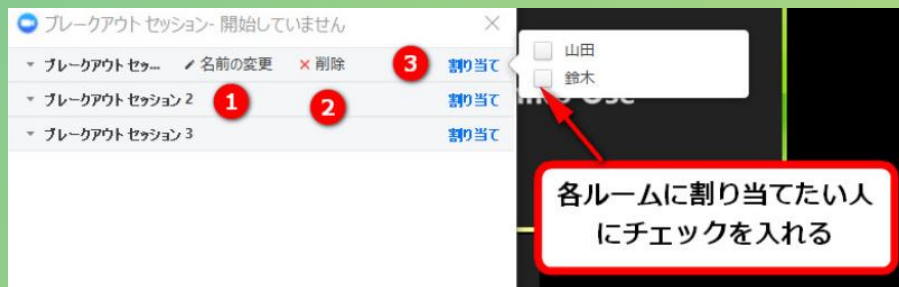 ブレークアウト セッション- 開始していません
ブレークアウト セッ... 名前の変更 × 削除 3 割り当て
ブレークアウト セッション 2 1 2 割り当て
ブレークアウト セッション 3 割り当て
山田
鈴木
各ルームに割り当てたい人
にチェックを入れる